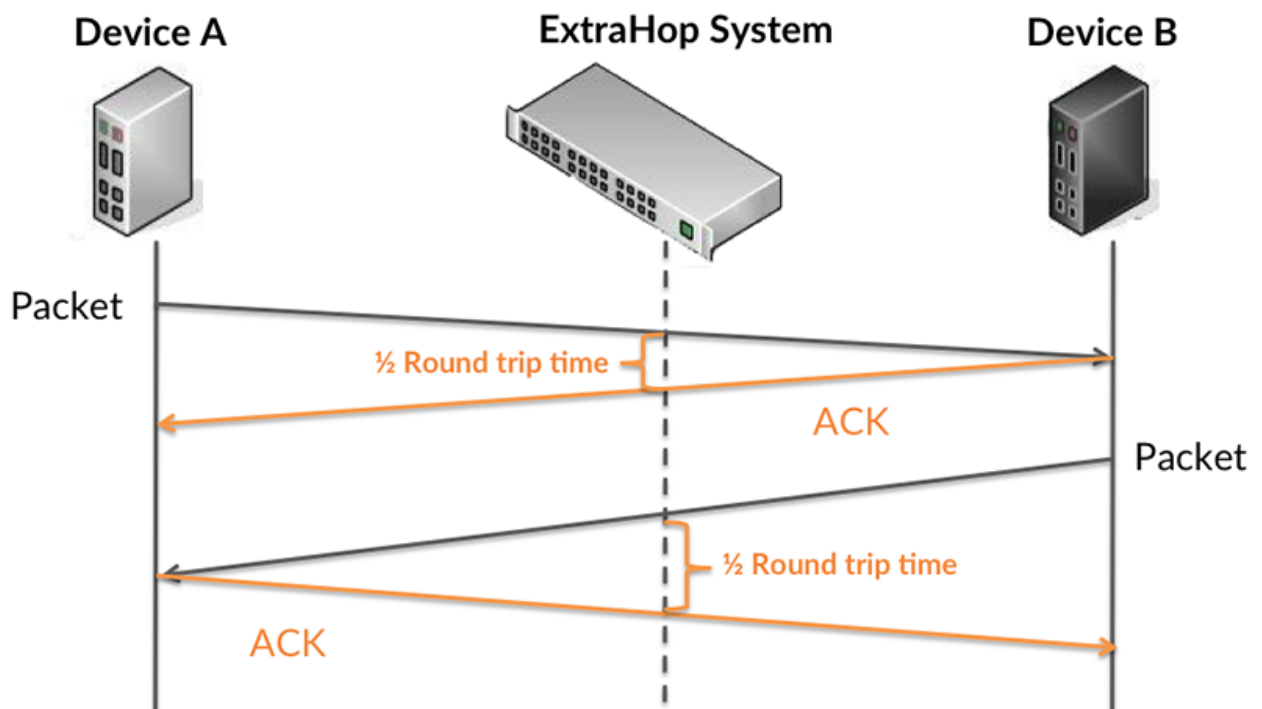 Device A
ExtraHop System
Device B
Packet
½ Round trip time
ACK
Packet
½ Round trip time
ACK